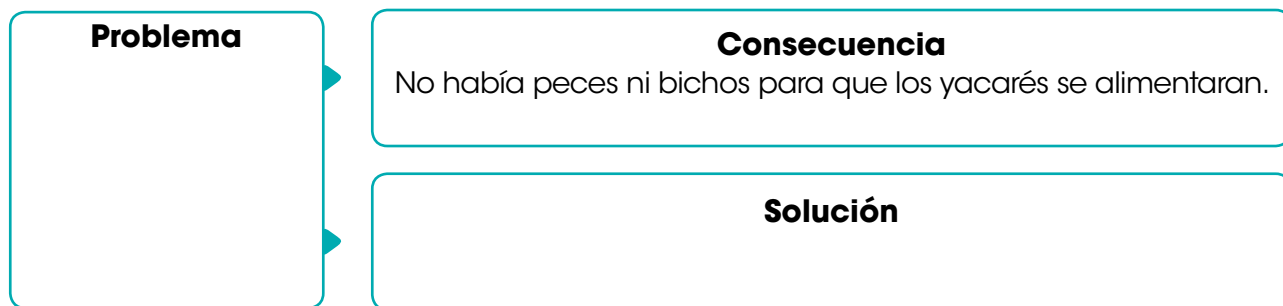 Problema
Consecuencia
No había peces ni bichos para que los yacarés se alimentaran.
Solución